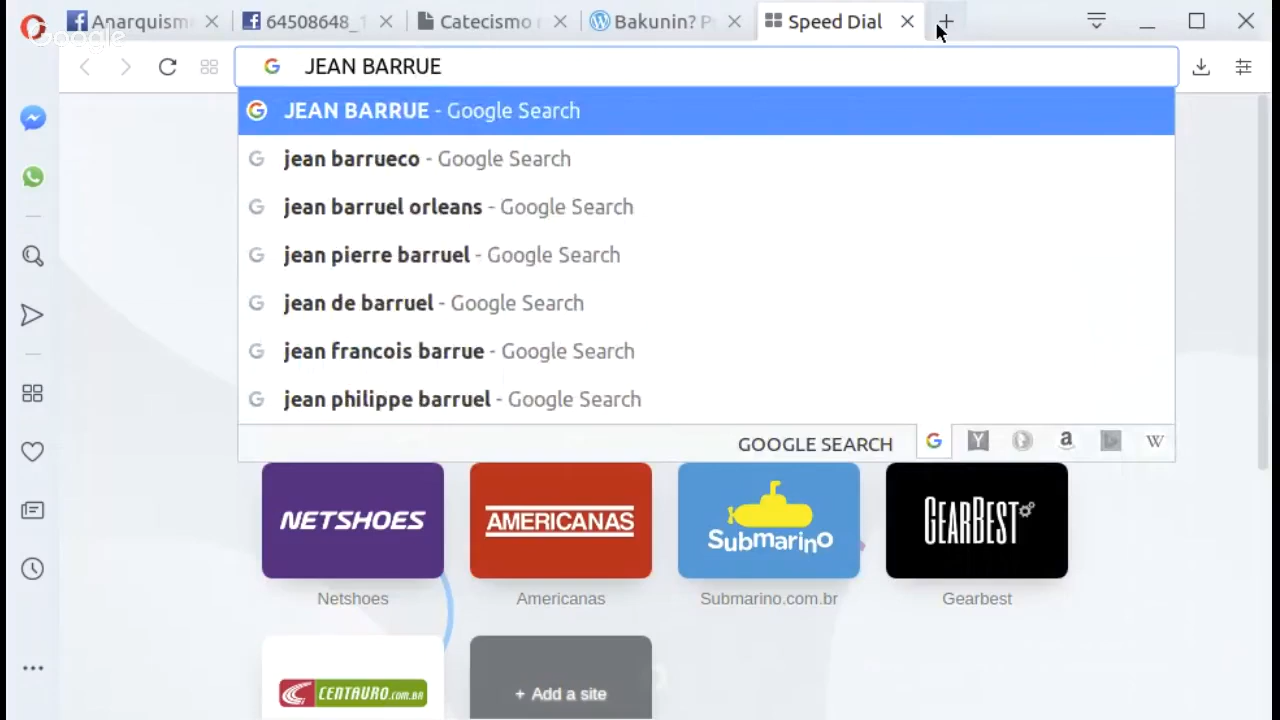 Anarquism
64508648_1
Catecismo
Bakunin? P
Speed Dial
Google
JEAN BARRUE
JEAN BARRUE - Google Search
jean barrueco - Google Search
jean barruel orleans - Google Search
jean pierre barruel - Google Search
jean de barruel - Google Search
jean francois barrue - Google Search
jean philippe barruel - Google Search
GOOGLE SEARCH
NETSHOES
AMERICANAS
Submarino
GEARBEST
Netshoes
Americanas
Submarino.com.br
Gearbest
CENTAURO.com.br
+ Add a site